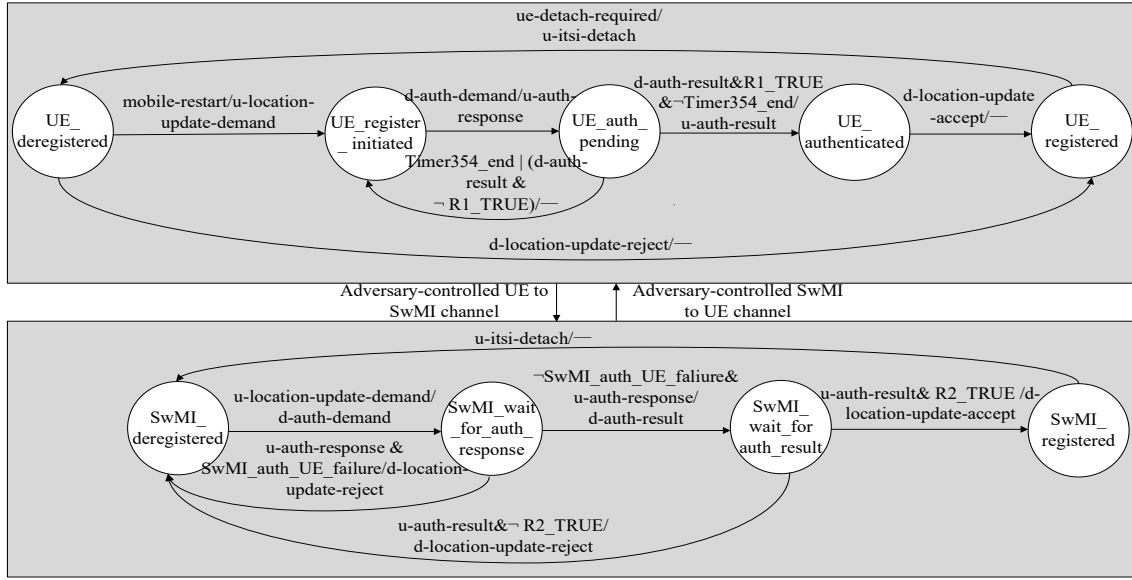 ue-detach-required/
u-itsi-detach
mobile-restart/u-location-
update-demand
d-auth-demand/u-auth-
response
d-auth-result&R1_TRUE
&¬Timer354_end/
u-auth-result
d-location-update
-accept/—
UE_
deregistered
UE_register
_initiated
UE_auth_
pending
UE_
authenticated
UE_
registered
Timer354_end | (d-auth-
result &
¬ R1_TRUE)/—
d-location-update-reject/—
Adversary-controlled UE to
SwMI channel
Adversary-controlled SwMI
to UE channel
u-itsi-detach/—
u-location-update-demand/
d-auth-demand
¬SwMI_auth_UE_faliure&
u-auth-response/
d-auth-result
u-auth-result& R2_TRUE /d-
location-update-accept
SwMI_
deregistered
SwMI_wait
_for_auth_
response
SwMI_
wait_for_
auth_result
SwMI_
registered
u-auth-response &
SwMI_auth_UE_failure/d-location-
update-reject
u-auth-result&¬ R2_TRUE/
d-location-update-reject